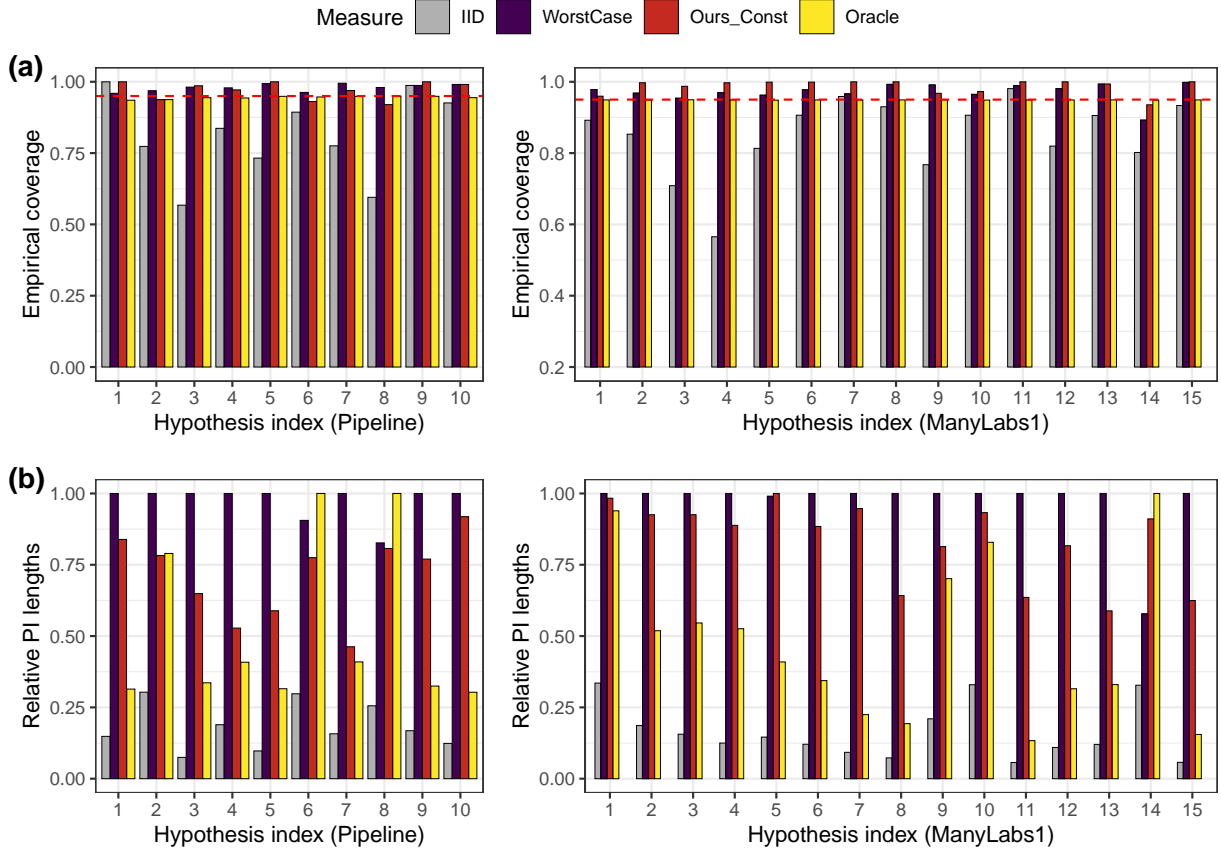 Measure IID WorstCase Ours_Const Oracle
(a)
Empirical coverage
1.00
0.75
0.50
0.25
0.00
1 2 3 4 5 6 7 8 9 10
Hypothesis index (Pipeline)
Empirical coverage
1.0
0.8
0.6
0.4
0.2
1 2 3 4 5 6 7 8 9 10 11 12 13 14 15
Hypothesis index (ManyLabs1)
(b)
Relative PI lengths
1.00
0.75
0.50
0.25
0.00
1 2 3 4 5 6 7 8 9 10
Hypothesis index (Pipeline)
Relative PI lengths
1.00
0.75
0.50
0.25
0.00
1 2 3 4 5 6 7 8 9 10 11 12 13 14 15
Hypothesis index (ManyLabs1)